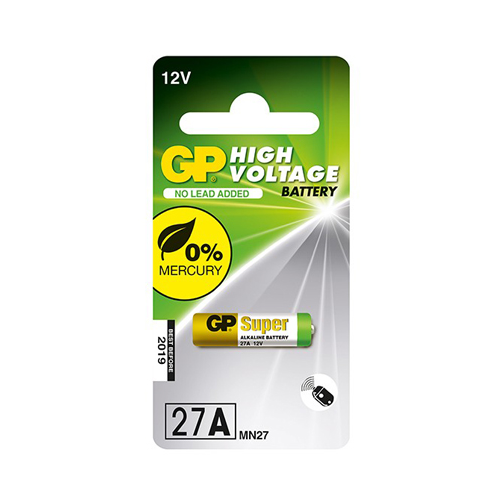 12V
GP HIGH
VOLTAGE
NO LEAD ADDED
BATTERY
0%
MERCURY
BEST BEFORE
2019
GP Super
ALKALINE BATTERY
27A 12V
27A MN27